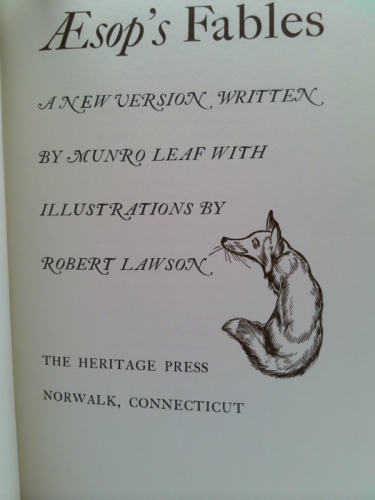 Æsop's Fables
A NEW VERSION WRITTEN
BY MUNRO LEAF WITH
ILLUSTRATIONS BY
ROBERT LAWSON
THE HERITAGE PRESS
NORWALK, CONNECTICUT